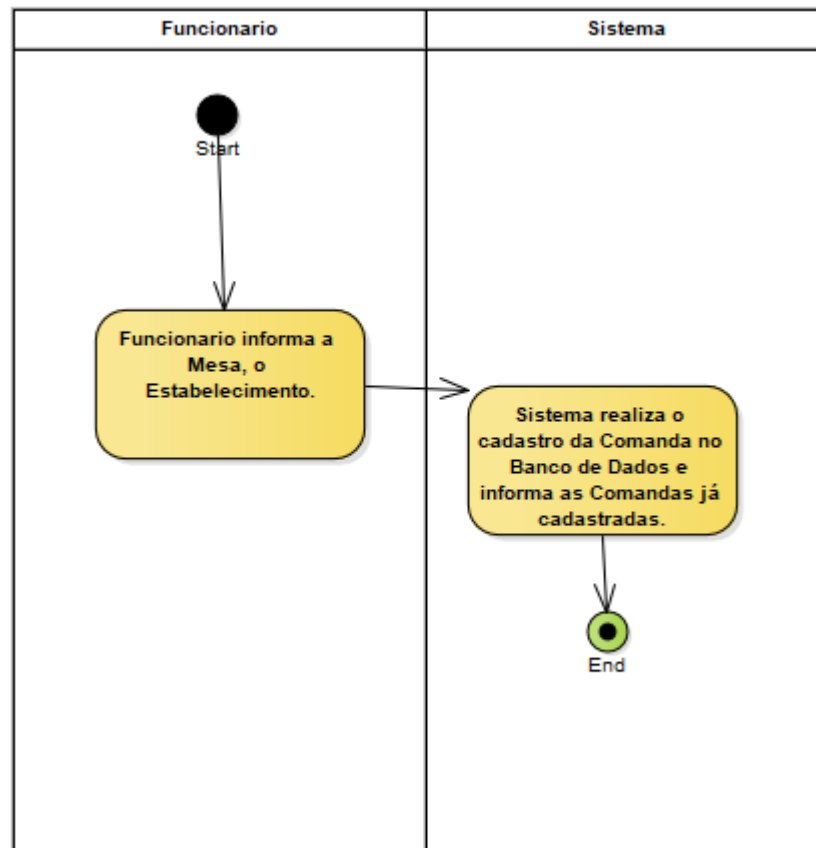 Funcionario
Sistema
Start
Funcionario informa a
Mesa, o
Estabelecimento.
Sistema realiza o
cadastro da Comanda no
Banco de Dados e
informa as Comandas já
cadastradas.
End